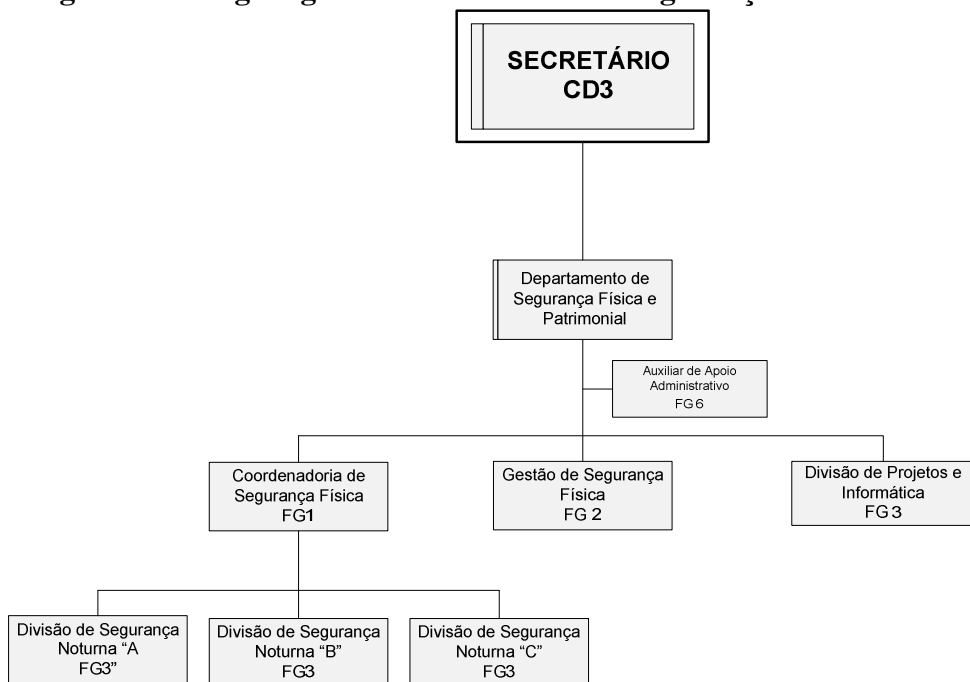 SECRETÁRIO
CD3
Departamento de
Segurança Física e
Patrimonial
Auxiliar de Apoio
Administrativo
FG 6
Coordenadoria de
Segurança Física
FG1
Gestão de Segurança
Física
FG 2
Divisão de Projetos e
Informática
FG 3
Divisão de Segurança
Noturna “A
FG3”
Divisão de Segurança
Noturna “B”
FG3
Divisão de Segurança
Noturna “C”
FG3